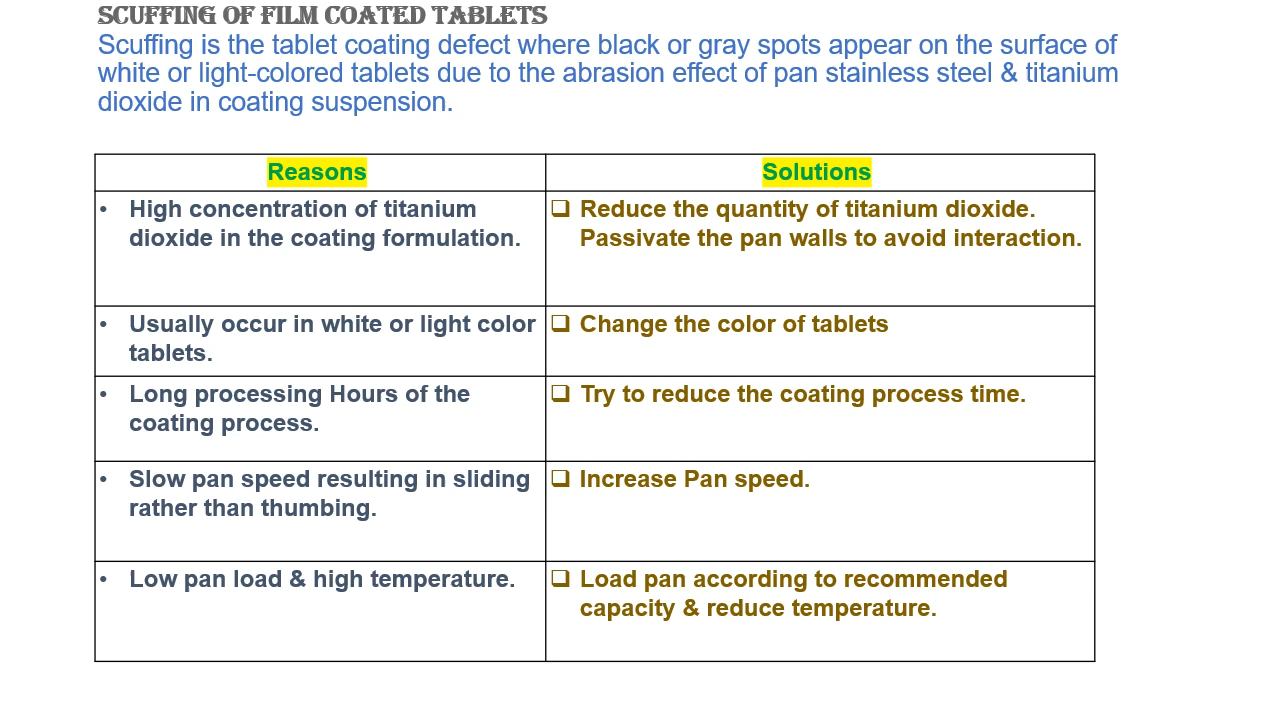 SCUFFING OF FILM COATED TABLETS
Scuffing is the tablet coating defect where black or gray spots appear on the surface of
white or light-colored tablets due to the abrasion effect of pan stainless steel & titanium
dioxide in coating suspension.
Reasons
Solutions
• High concentration of titanium
dioxide in the coating formulation.
❑ Reduce the quantity of titanium dioxide.
Passivate the pan walls to avoid interaction.
• Usually occur in white or light color
tablets.
❑ Change the color of tablets
• Long processing Hours of the
coating process.
❑ Try to reduce the coating process time.
• Slow pan speed resulting in sliding
rather than thumbing.
❑ Increase Pan speed.
• Low pan load & high temperature.
❑ Load pan according to recommended
capacity & reduce temperature.